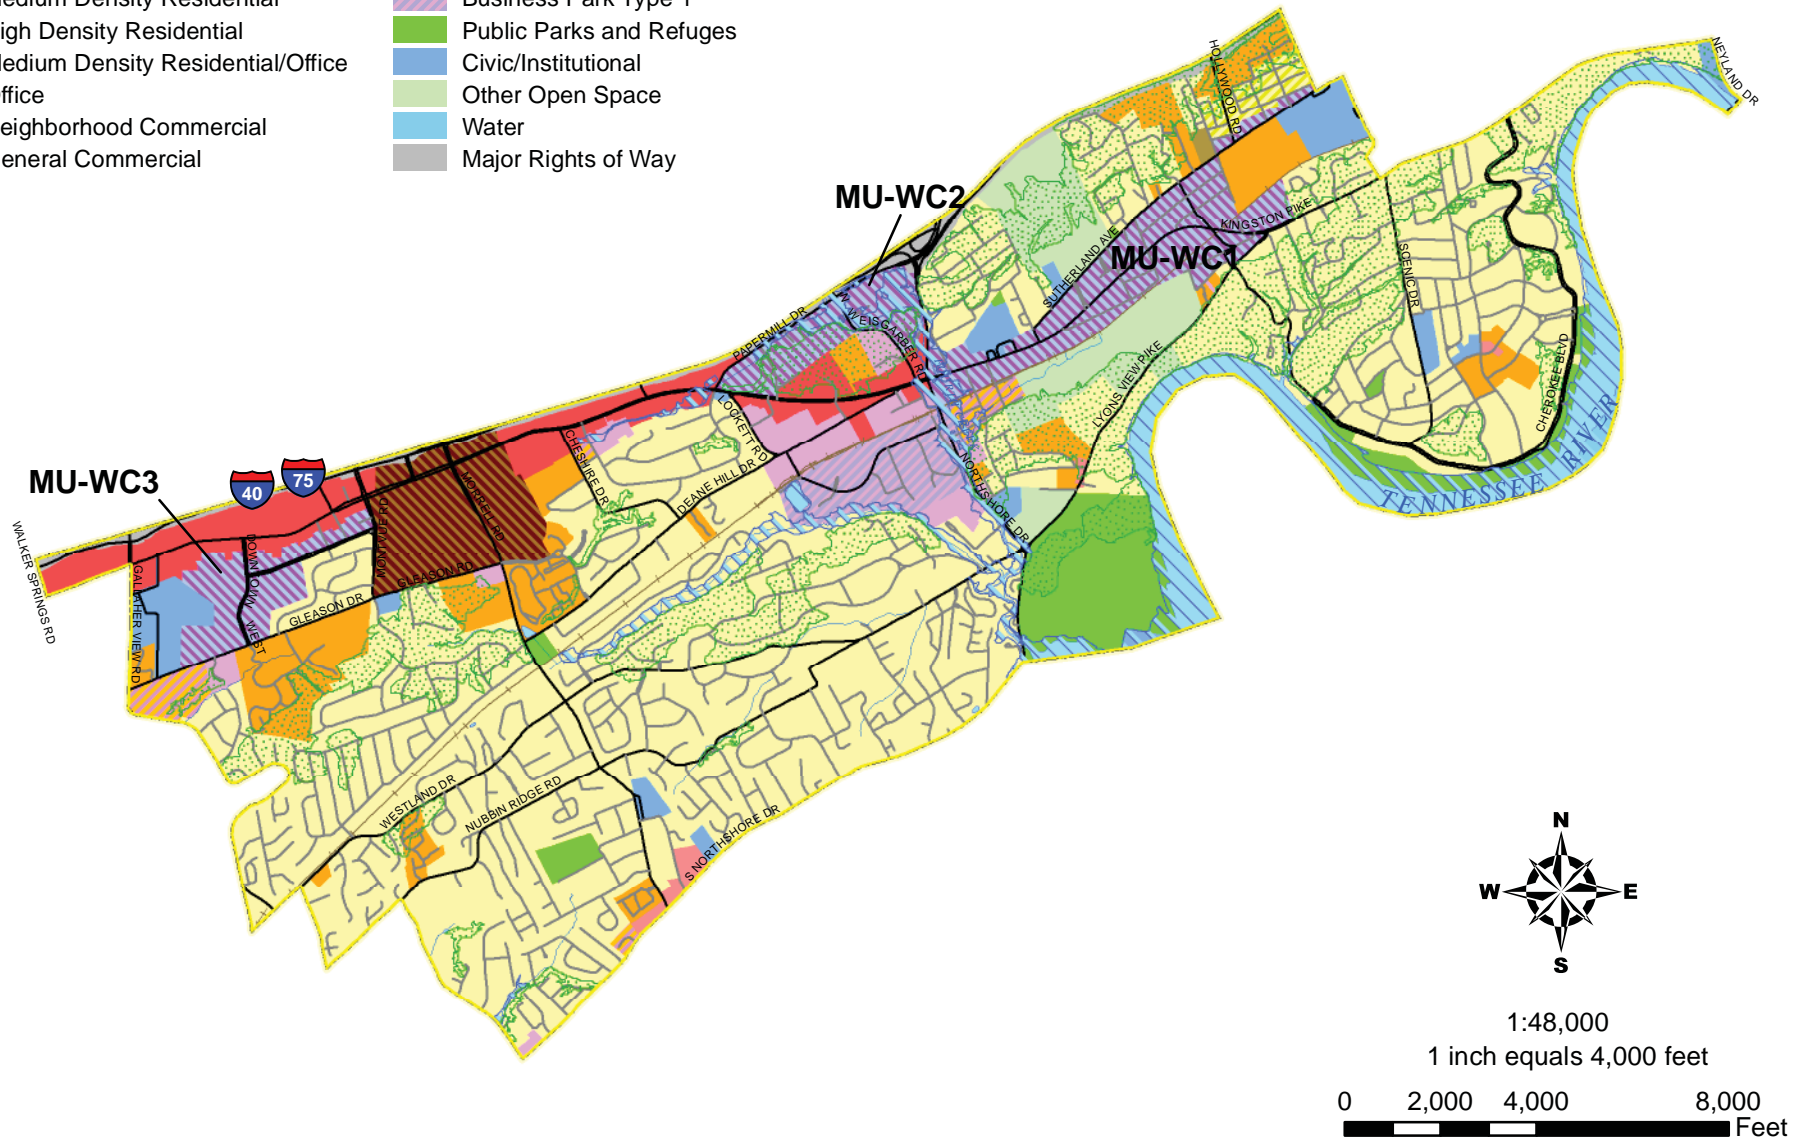 edium Density Residential
igh Density Residential
edium Density Residential/Office
ffice
eighborhood Commercial
eneral Commercial
Business Park Type 1
Public Parks and Refuges
Civic/Institutional
Other Open Space
Water
Major Rights of Way
MU-WC2
MU-WC1
MU-WC3
40
75
HOLLYWOOD RD
NEYLAND DR
KINGSTON PIKE
SUTHERLAND AVE
SCENIC DR
CHEROKEE BLVD
LYONS VIEW PIKE
TENNESSEE RIVER
PAPERMILL DR
WEISGARBER RD
LOCKETT RD
DEANE HILL DR
CHESHIRE DR
NORTHSHORE DR
MORRELL RD
MONTVUE RD
GLEASON RD
GLEASON DR
DOWNTOWN WEST
GALLAHER VIEW RD
WALKER SPRINGS RD
WESTLAND DR
NUBBIN RIDGE RD
S NORTHSHORE DR
N
W
E
S
1:48,000
1 inch equals 4,000 feet
0 2,000 4,000 8,000
Feet